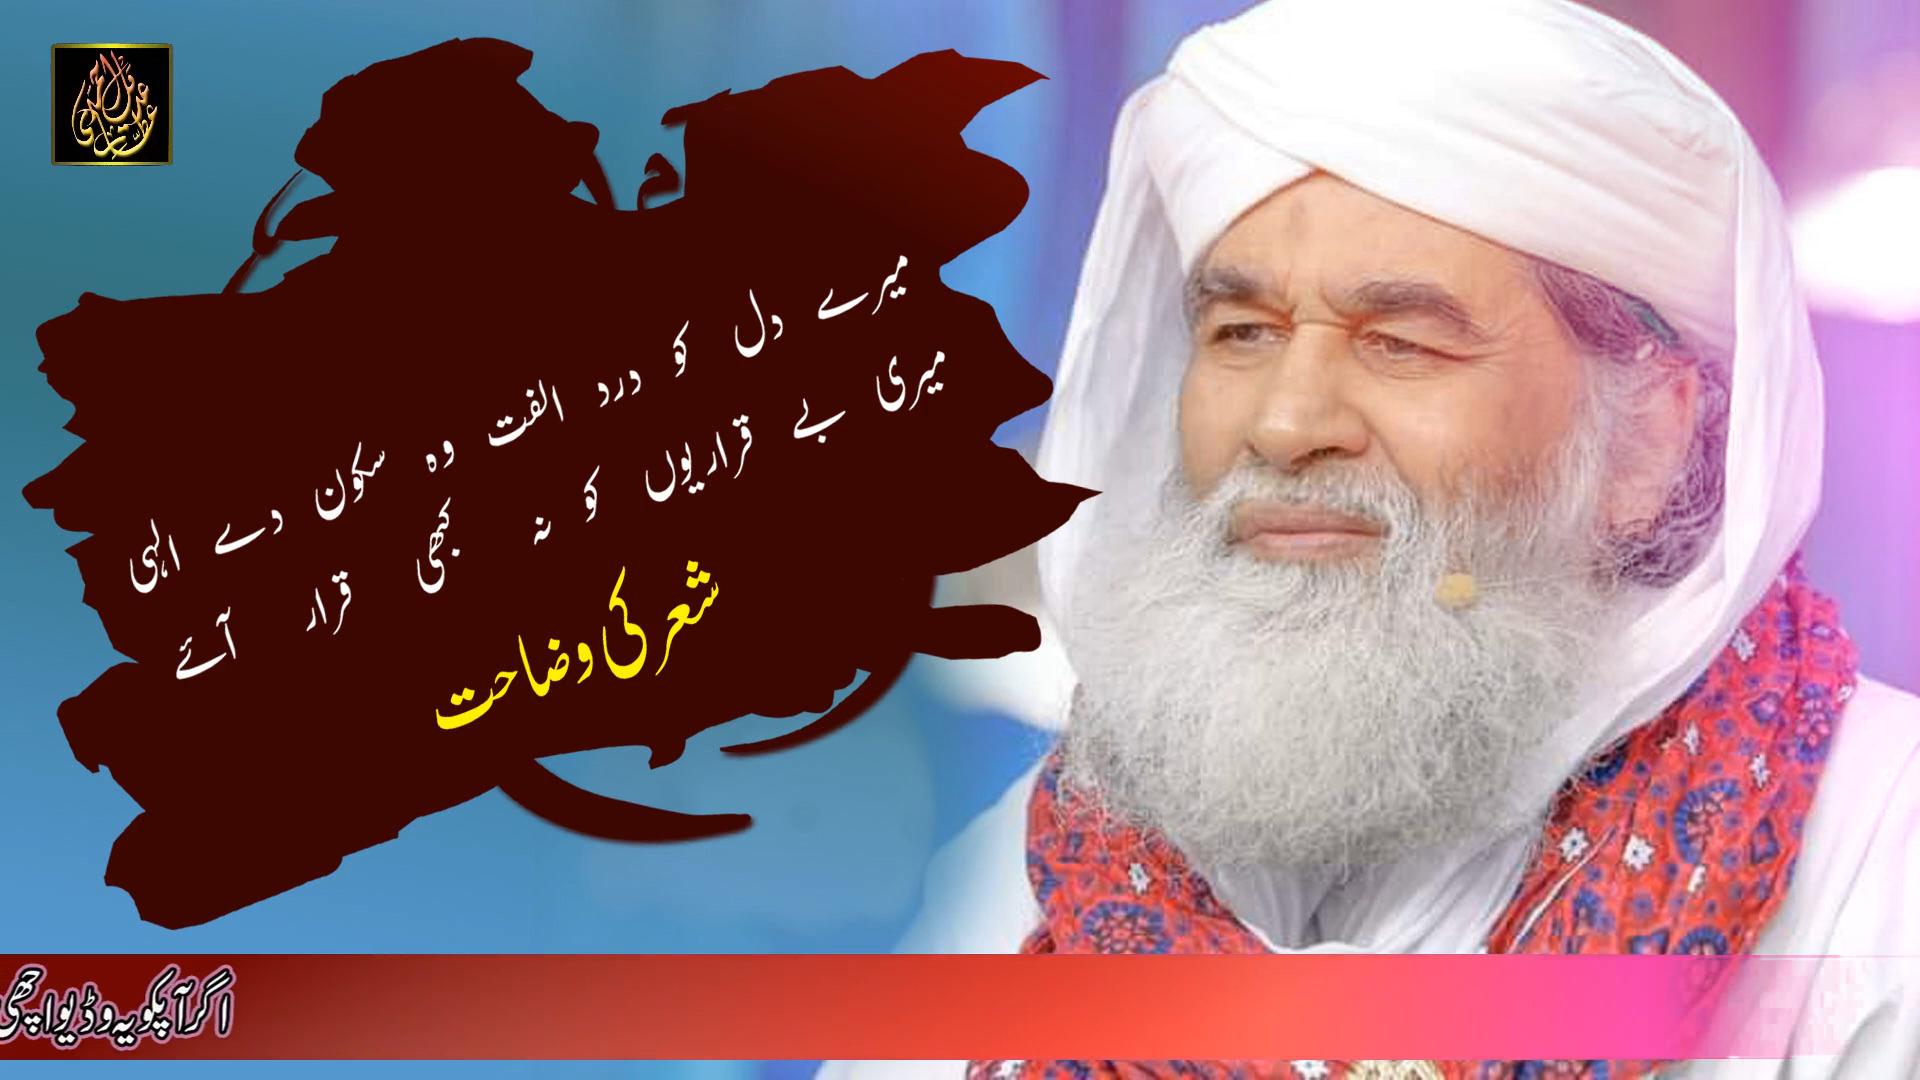 میرے دل کو درد الفت وہ سکون دے الہی
میری بے قراریوں کو نہ کبھی قرار آئے
شعر کی وضاحت
اگر آپکو یہ وڈیو اچھی